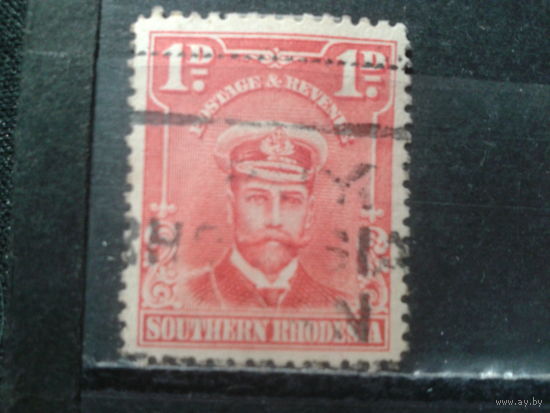 1D. 1D.
POSTAGE & REVENUE
SOUTHERN RHODESIA
www.ay.by